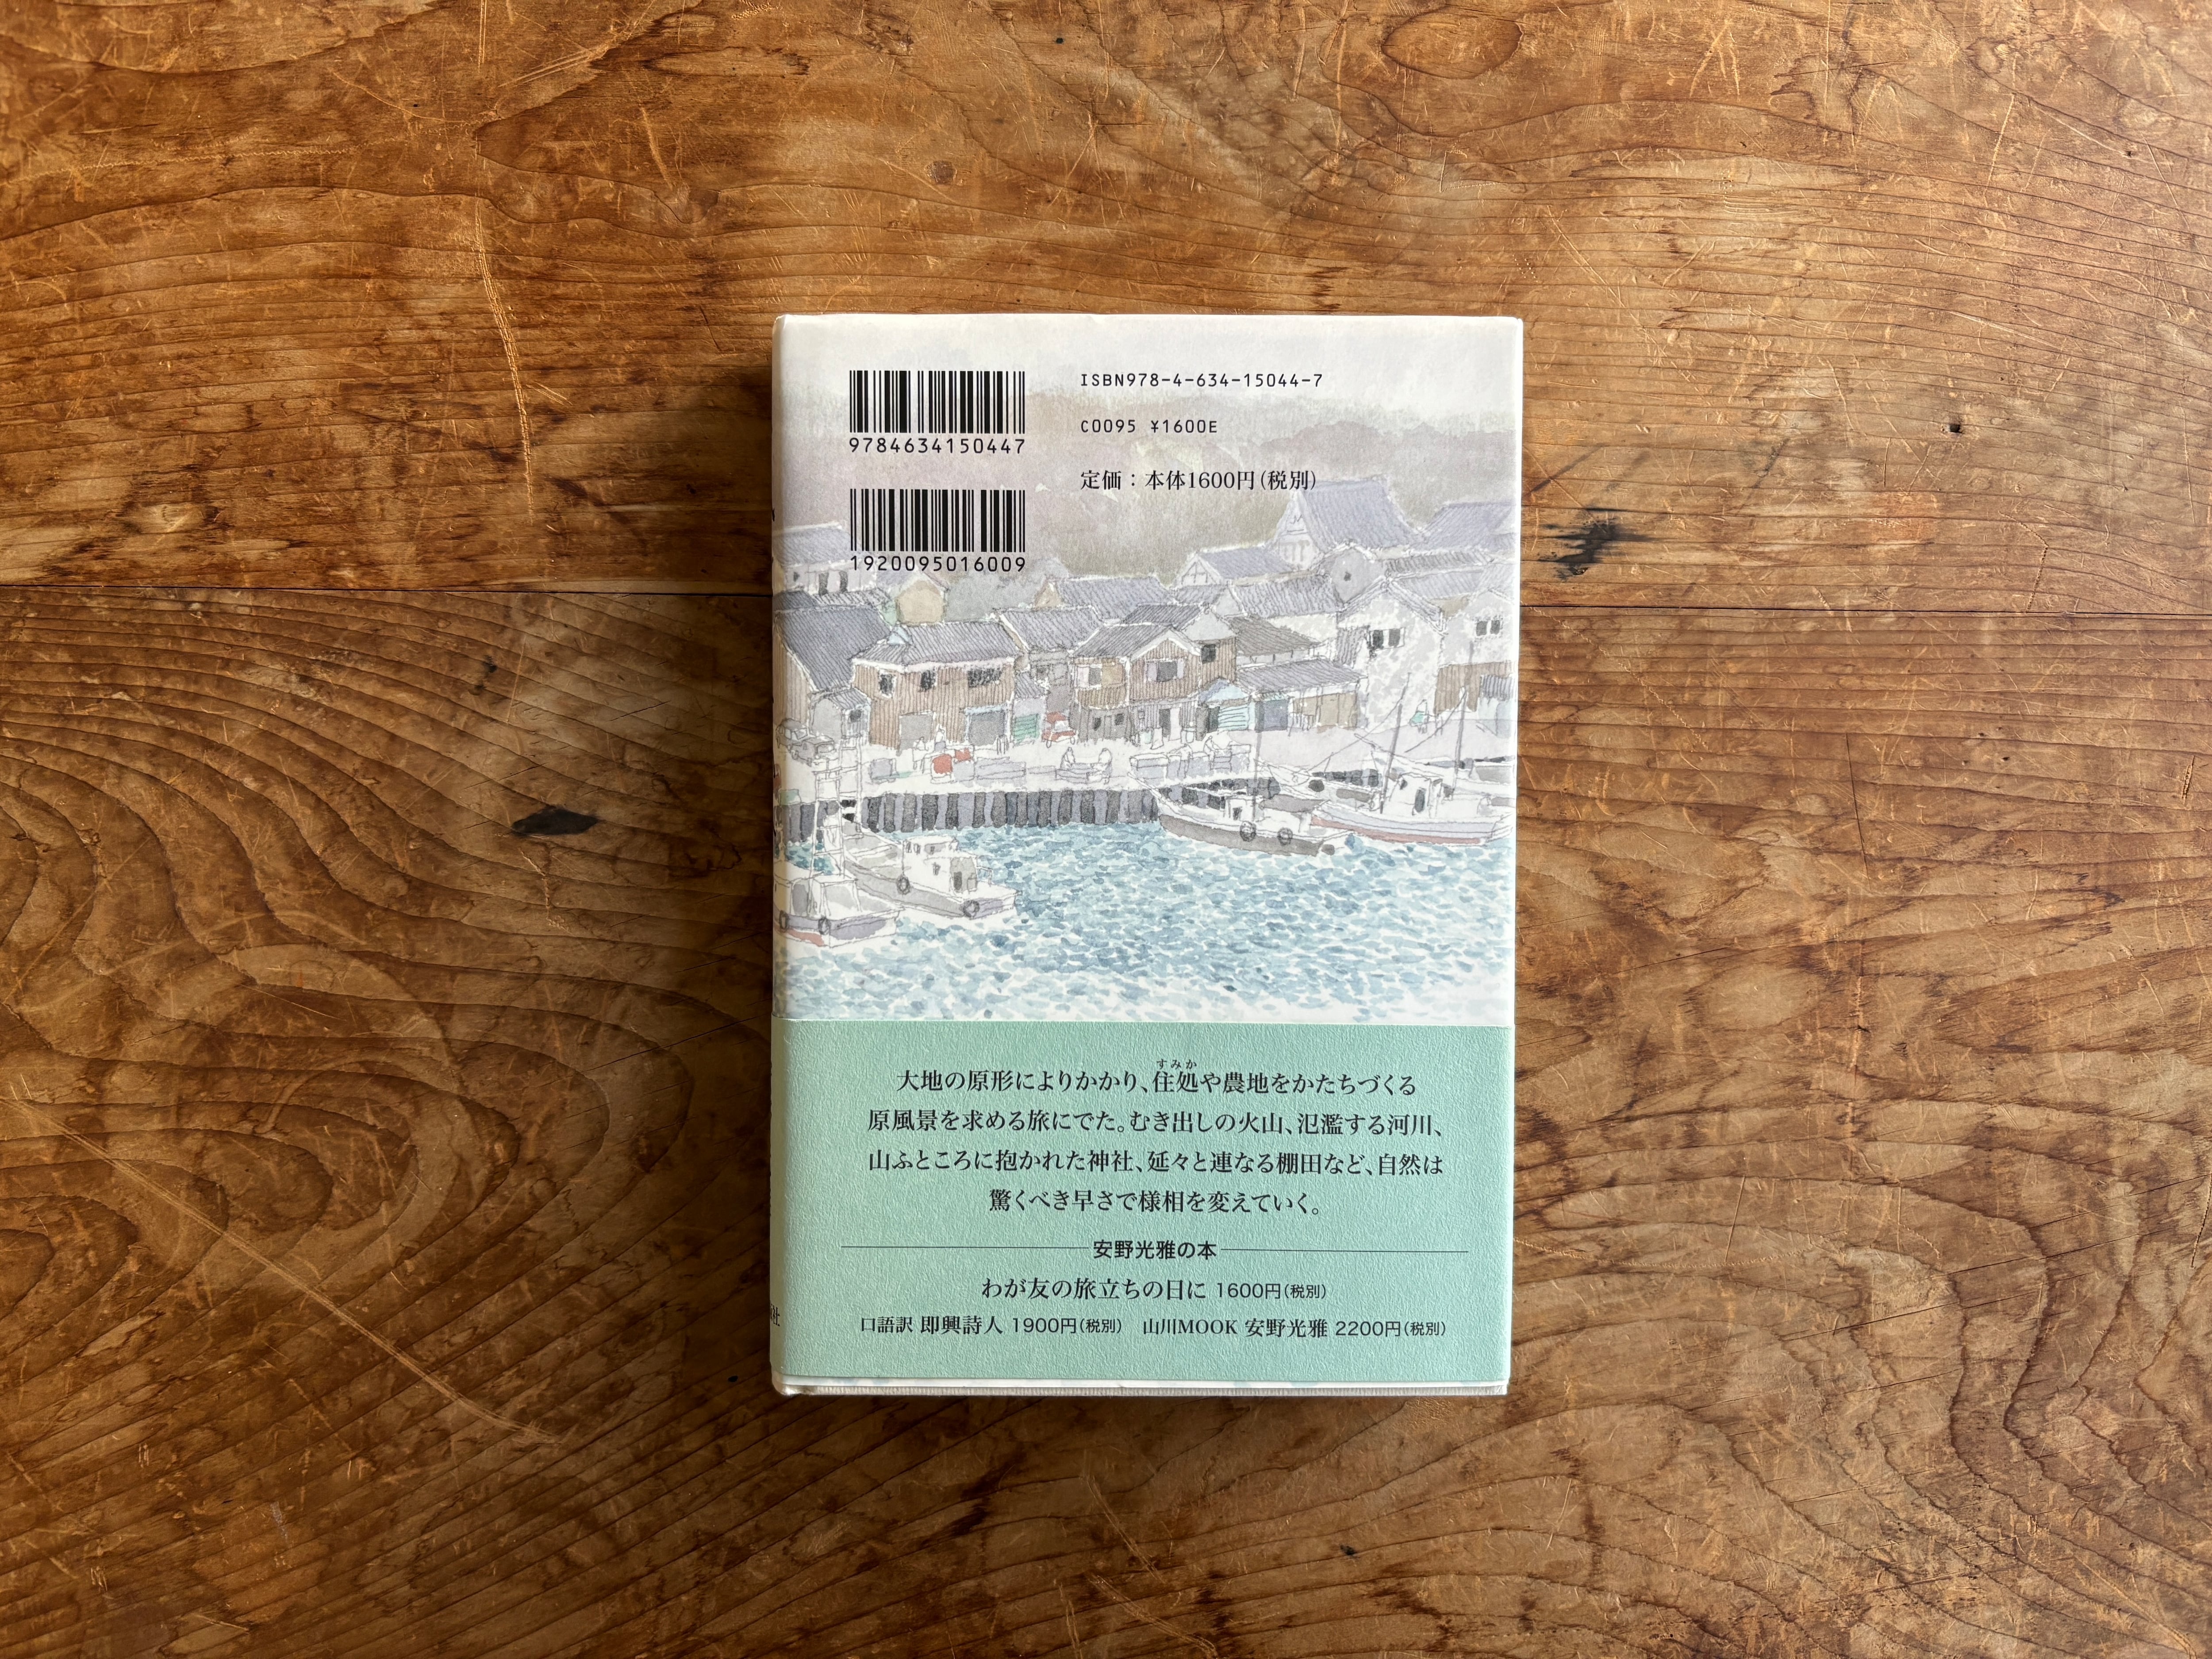 9784634150447
ISBN978-4-634-15044-7
C0095 ¥1600E
定価：本体1600円（税別）
1920095016009
大地の原形によりかかり、住処や農地をかたちづくる
すみか
原風景を求める旅にでた。むき出しの火山、氾濫する河川、
山ふところに抱かれた神社、延々と連なる棚田など、自然は
驚くべき早さで様相を変えていく。
安野光雅の本
わが友の旅立ちの日に 1600円（税別）
口語訳 即興詩人 1900円（税別） 山川MOOK 安野光雅 2200円（税別）
社